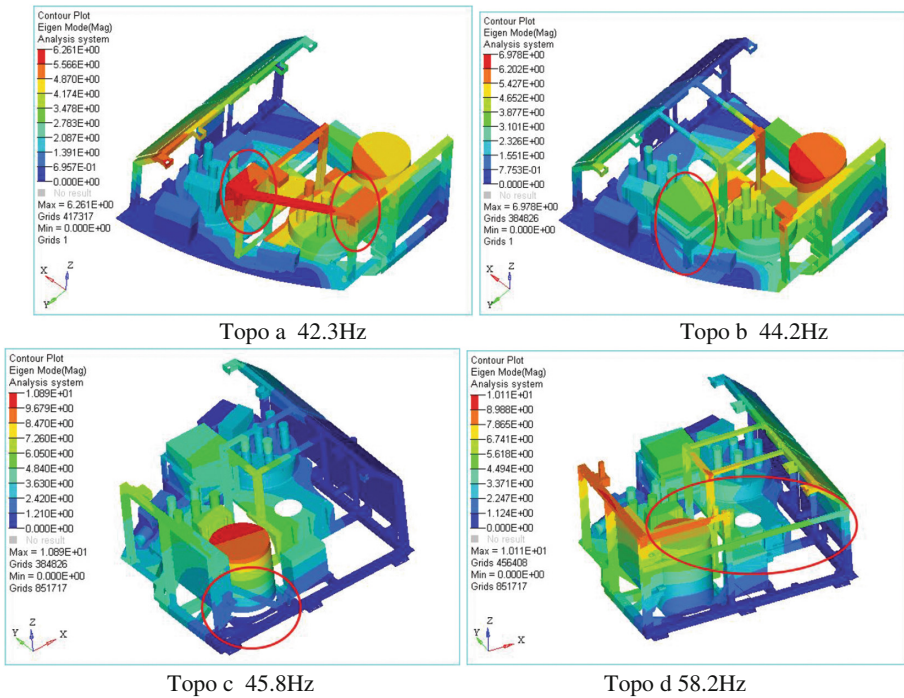 Contour Plot
Eigen Mode(Mag)
Analysis system
6.261E+00
5.566E+00
4.870E+00
4.174E+00
3.478E+00
2.783E+00
2.087E+00
1.391E+00
6.957E-01
0.000E+00
No result
Max = 6.261E+00
Grids 417317
Min = 0.000E+00
Grids 1
X
Z
Y
Topo a 42.3Hz
Contour Plot
Eigen Mode(Mag)
Analysis system
6.978E+00
6.202E+00
5.427E+00
4.652E+00
3.877E+00
3.101E+00
2.326E+00
1.551E+00
7.753E-01
0.000E+00
No result
Max = 6.978E+00
Grids 384826
Min = 0.000E+00
Grids 1
X
Z
Y
Topo b 44.2Hz
Contour Plot
Eigen Mode(Mag)
Analysis system
1.089E+01
9.679E+00
8.470E+00
7.260E+00
6.050E+00
4.840E+00
3.630E+00
2.420E+00
1.210E+00
0.000E+00
No result
Max = 1.089E+01
Grids 384826
Min = 0.000E+00
Grids 851717
Y
Z
X
Topo c 45.8Hz
Contour Plot
Eigen Mode(Mag)
Analysis system
1.011E+01
8.988E+00
7.865E+00
6.741E+00
5.618E+00
4.494E+00
3.371E+00
2.247E+00
1.124E+00
0.000E+00
No result
Max = 1.011E+01
Grids 456408
Min = 0.000E+00
Grids 851717
Y
Z
X
Topo d 58.2Hz